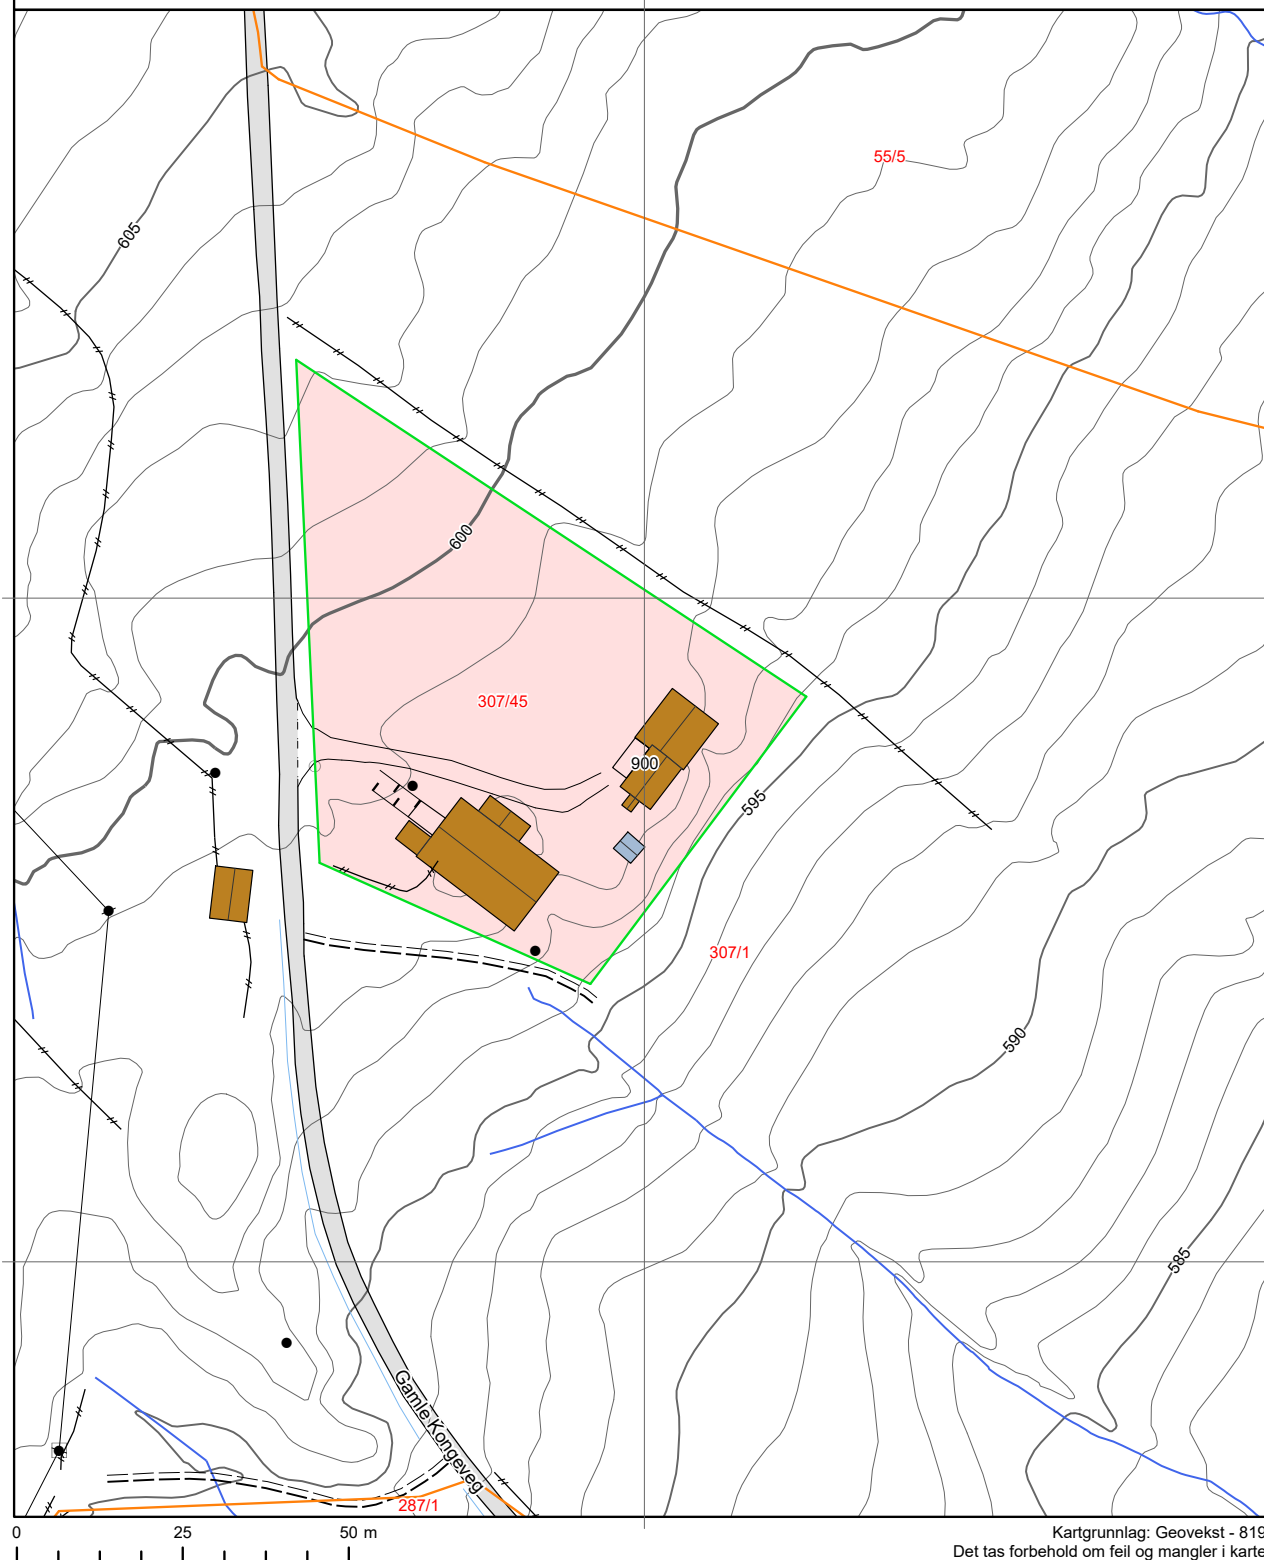 55/5
605
600
307/45
900
595
307/1
590
585
Gamle Kongeveg
287/1
0 25 50 m
Kartgrunnlag: Geovekst - 819
Det tas forbehold om feil og mangler i karte